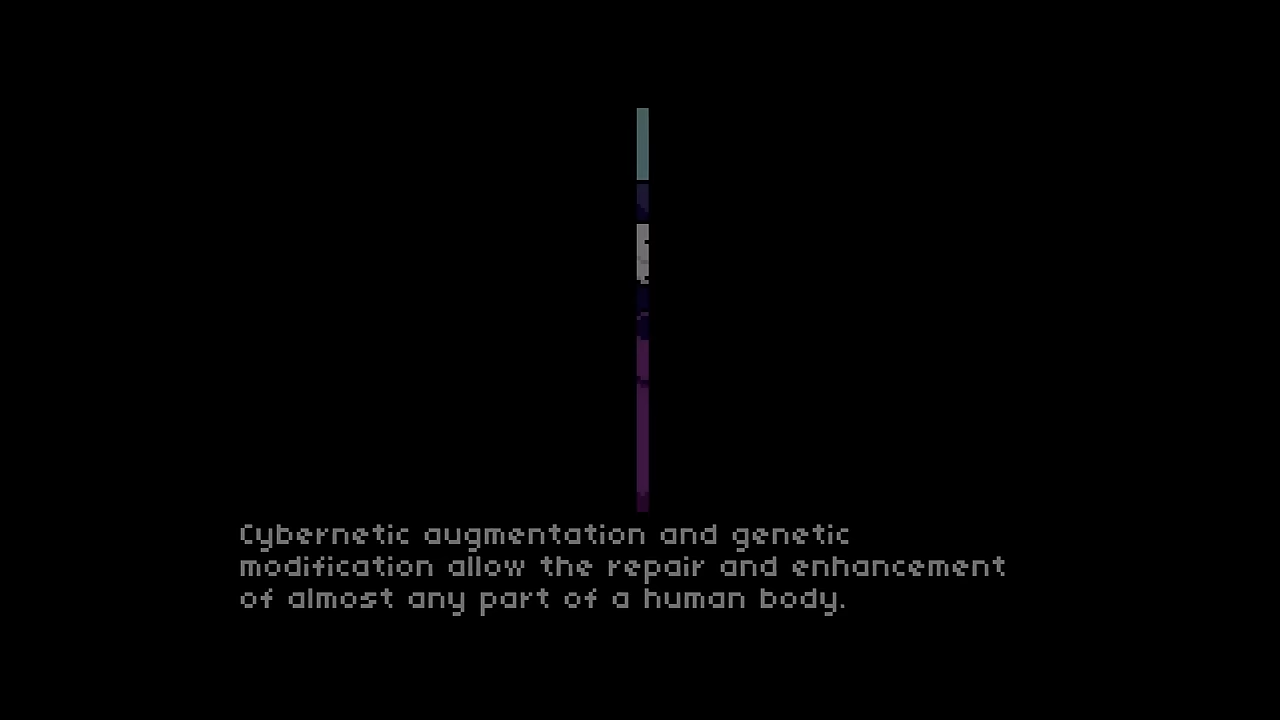 Cybernetic augmentation and genetic
modification allow the repair and enhancement
of almost any part of a human body.